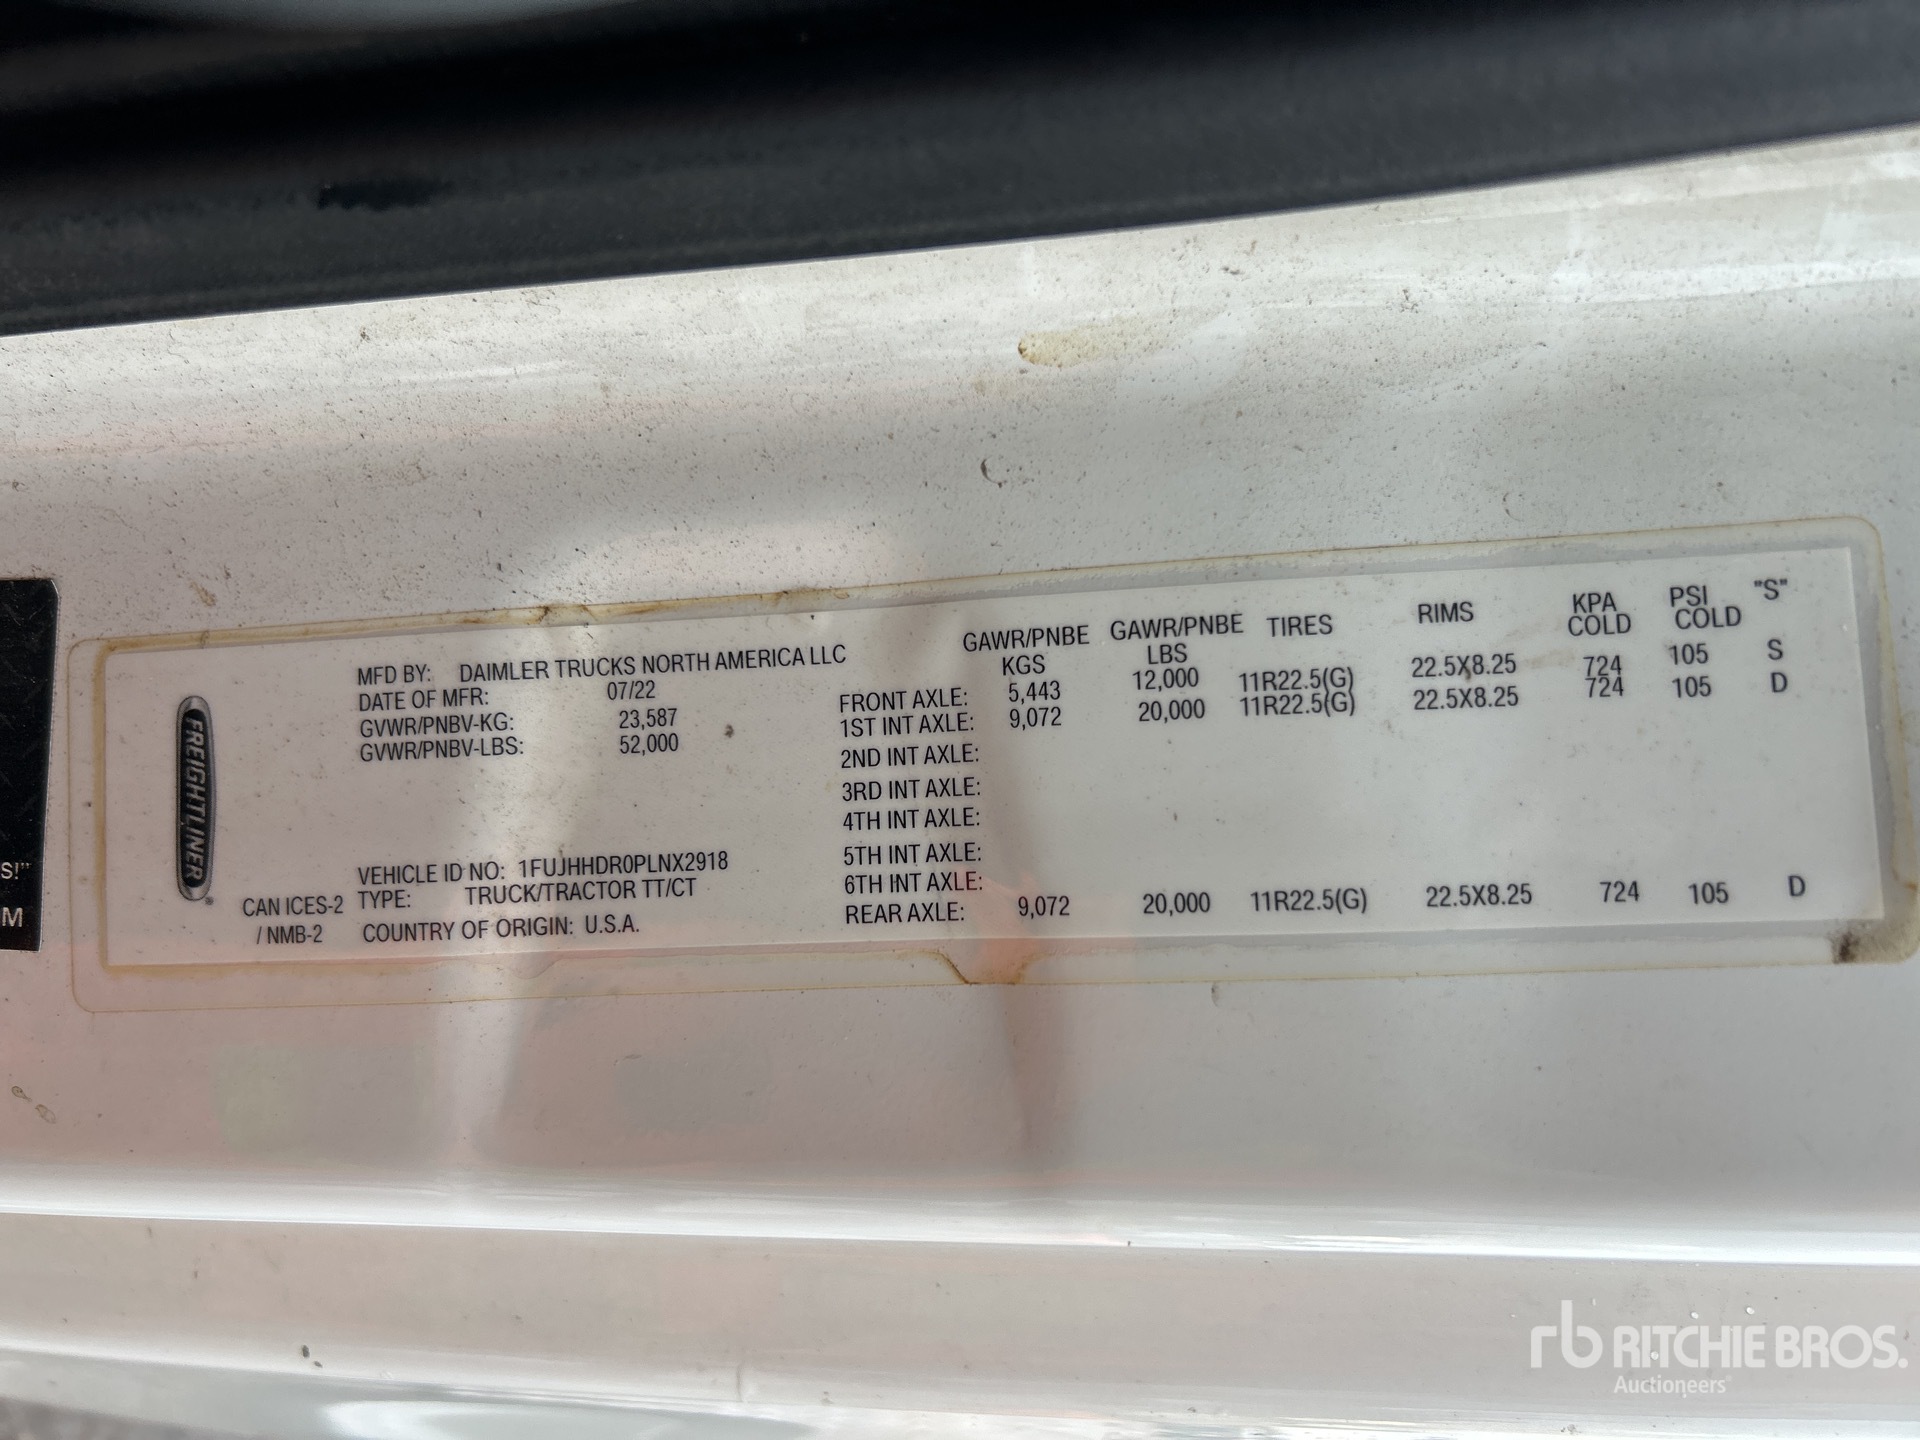 S!"
M
FREIGHTLINER
CAN ICES-2
/ NMB-2
MFD BY: DAIMLER TRUCKS NORTH AMERICA LLC
DATE OF MFR: 07/22
GVWR/PNBV-KG: 23,587
GVWR/PNBV-LBS: 52,000
VEHICLE ID NO: 1FUJHHDR0PLNX2918
TYPE: TRUCK/TRACTOR TT/CT
COUNTRY OF ORIGIN: U.S.A.
GAWR/PNBE GAWR/PNBE TIRES RIMS KPA PSI "S"
KGS LBS COLD COLD
FRONT AXLE: 5,443 12,000 11R22.5(G) 22.5X8.25 724 105 S
1ST INT AXLE: 9,072 20,000 11R22.5(G) 22.5X8.25 724 105 D
2ND INT AXLE:
3RD INT AXLE:
4TH INT AXLE:
5TH INT AXLE:
6TH INT AXLE:
REAR AXLE: 9,072 20,000 11R22.5(G) 22.5X8.25 724 105 D
rb RITCHIE BROS.
Auctioneers